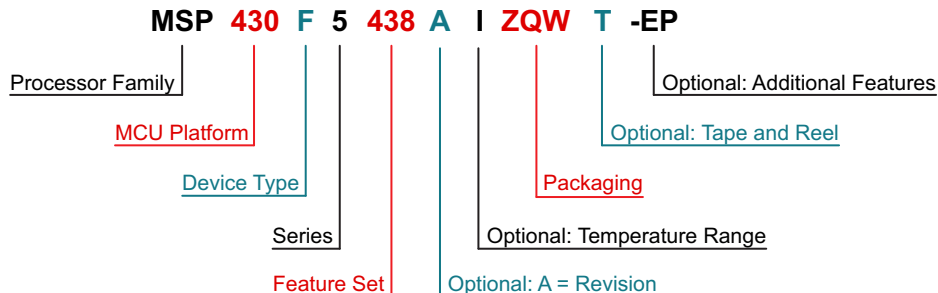 MSP 430 F 5 438 A I ZQW T -EP
Processor Family
Optional: Additional Features
MCU Platform
Optional: Tape and Reel
Device Type
Packaging
Series
Optional: Temperature Range
Feature Set
Optional: A = Revision